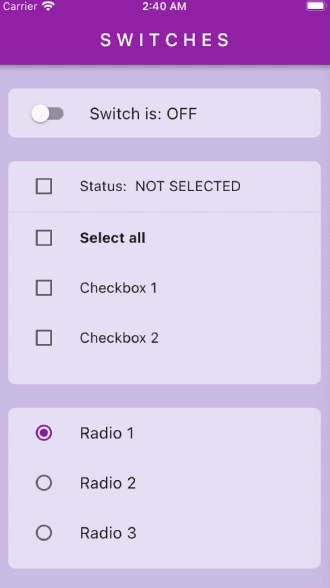 Carrier 2:40 AM
SWITCHES
Switch is: OFF
Status: NOT SELECTED
Select all
Checkbox 1
Checkbox 2
Radio 1
Radio 2
Radio 3